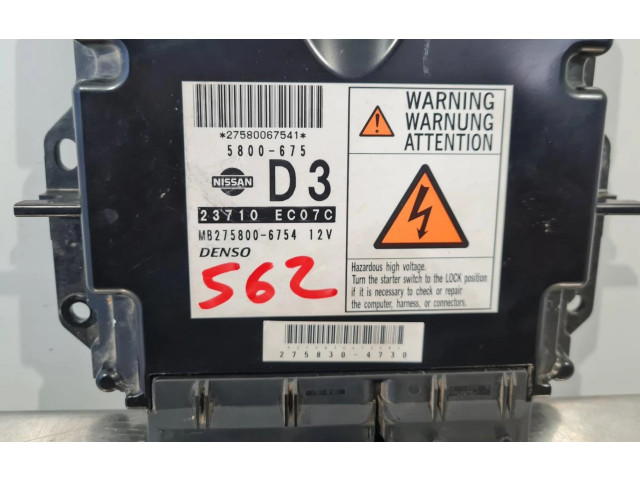 *27580067541*
5800-675
NISSAN
D3
23710 EC07C
MB275800-6754 12V
DENSO
562
WARNING
WARNUNG
ATTENTION
Hazardous high voltage.
Turn the starter switch to the LOCK position
if it is necessary to check or repair
the computer, harness, or connectors.
275830-4730